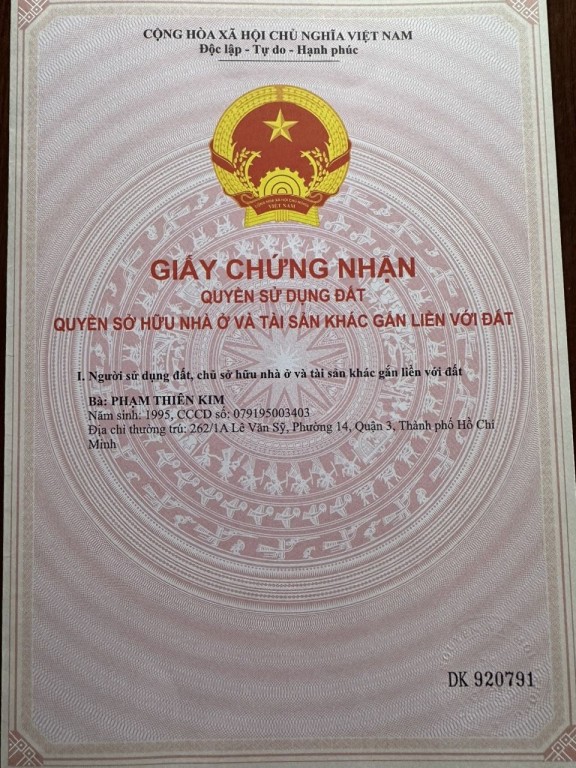 CỘNG HÒA XÃ HỘI CHỦ NGHĨA VIỆT NAM
Độc lập - Tự do - Hạnh phúc
VIỆT NAM
GIẤY CHỨNG NHẬN
QUYỀN SỬ DỤNG ĐẤT
QUYỀN SỞ HỮU NHÀ Ở VÀ TÀI SẢN KHÁC GẮN LIỀN VỚI ĐẤT
I. Người sử dụng đất, chủ sở hữu nhà ở và tài sản khác gắn liền với đất
Bà: PHẠM THIÊN KIM
Năm sinh: 1995, CCCD số: 079195003403
Địa chỉ thường trú: 262/1A Lê Văn Sỹ, Phường 14, Quận 3, Thành phố Hồ Chí
Minh
DK 920791